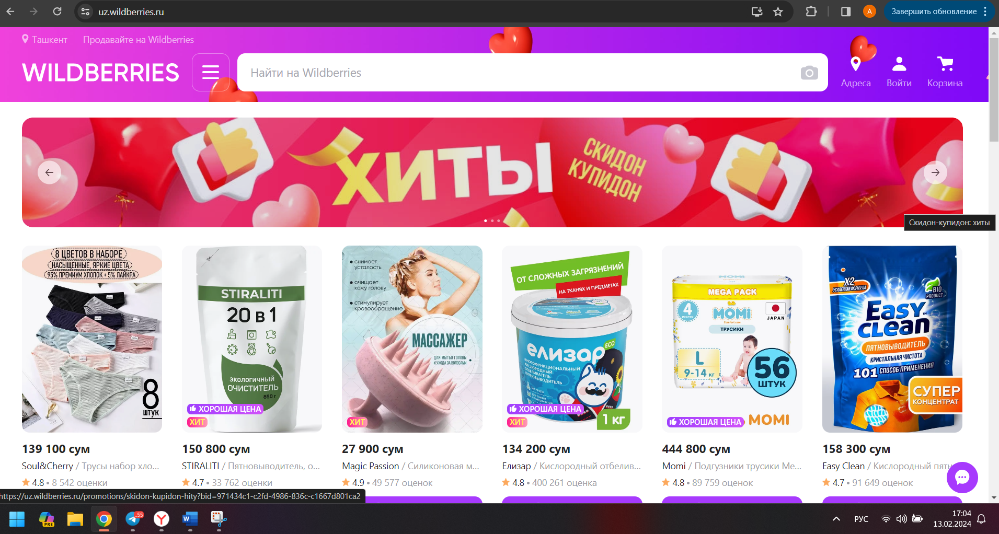 uz.wildberries.ru
A
Завершить обновление
Ташкент
Продавайте на Wildberries
WILDBERRIES
Найти на Wildberries
Адреса
Войти
Корзина
ХИТЫ
СКИДОН
КУПИДОН
Скидон-купидон: хиты
8 ЦВЕТОВ В НАБОРЕ
НАСЫЩЕННЫЕ, ЯРКИЕ ЦВЕТА
95% ПРЕМИУМ ХЛОПОК + 5% ЛАЙКРА
8
ШТУК
STIRALITI
20 в 1
ЭКОЛОГИЧНЫЙ
ОЧИСТИТЕЛЬ
850 г
ХОРОШАЯ ЦЕНА
ХИТ
• снимает
усталость
• очищает
кожу голову
• стимулирует
кровообращение
МАССАЖЕР
ДЛЯ МЫТЬЯ ГОЛОВЫ
И УХОДА ЗА ВОЛОСАМИ
ХИТ
ОТ СЛОЖНЫХ ЗАГРЯЗНЕНИЙ
НА ТКАНЯХ И ПРЕДМЕТАХ
елизар
ECO
МНОГОФУНКЦИОНАЛЬНЫЙ
КИСЛОРОДНЫЙ
ОТБЕЛИВАТЕЛЬ
ПЯТНОВЫВОДИТЕЛЬ
ХОРОШАЯ ЦЕНА
ХИТ
1 кг
MOMI
MEGA PACK
4
размер
MOMI
Comfort care
JAPAN
ТРУСИКИ
L
9-14 кг
56
ШТУК
ХОРОШАЯ ЦЕНА
MOMI
X2
УСИЛЕННАЯ ФОРМУЛА
BIO
PRODUCT
Easy
Clean
™
ПЯТНОВЫВОДИТЕЛЬ
КРИСТАЛЬНАЯ ЧИСТОТА
101 СПОСОБ ПРИМЕНЕНИЯ
СУПЕР
КОНЦЕНТРАТ
139 100 сум
Soul&Cherry / Трусы набор хло...
4.8 • 8 542 оценки
150 800 сум
STIRALITI / Пятновыводитель, о...
4.7 • 33 762 оценки
27 900 сум
Magic Passion / Силиконовая м...
4.9 • 49 577 оценок
134 200 сум
Елизар / Кислородный отбелив...
4.8 • 400 261 оценка
444 800 сум
Momi / Подгузники трусики Me...
4.8 • 89 759 оценок
158 300 сум
Easy Clean / Кислородный пятн
4.7 • 91 649 оценок
https://uz.wildberries.ru/promotions/skidon-kupidon-hity?bid=971434c1-c2fd-4986-836c-c1667d801ca2
PRE
..55
РУС
17:04
13.02.2024